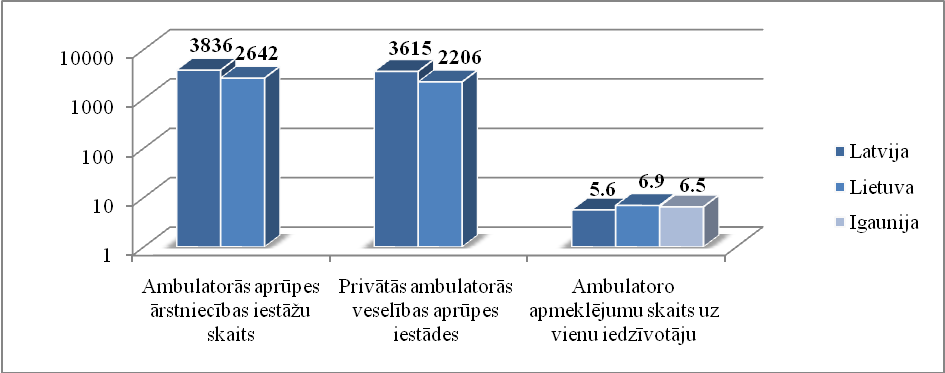 3836
2642
3615
2206
5.6
6.9
6.5
10000
1000
100
10
1
Latvija
Lietuva
Igaunija
Ambulatorās aprūpes
ārstniecības iestāžu
skaits
Privātās ambulatorās
veselības aprūpes
iestādes
Ambulatoro
apmeklējumu skaits uz
vienu iedzīvotāju